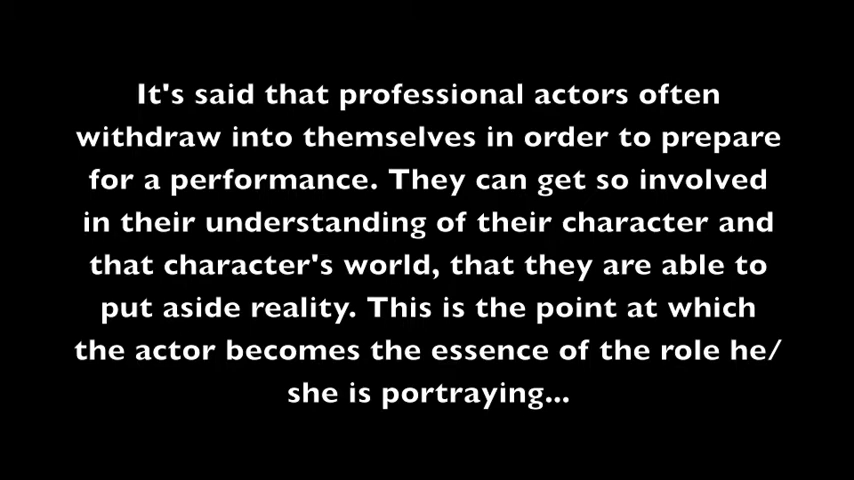 It's said that professional actors often
withdraw into themselves in order to prepare
for a performance. They can get so involved
in their understanding of their character and
that character's world, that they are able to
put aside reality. This is the point at which
the actor becomes the essence of the role he/
she is portraying...